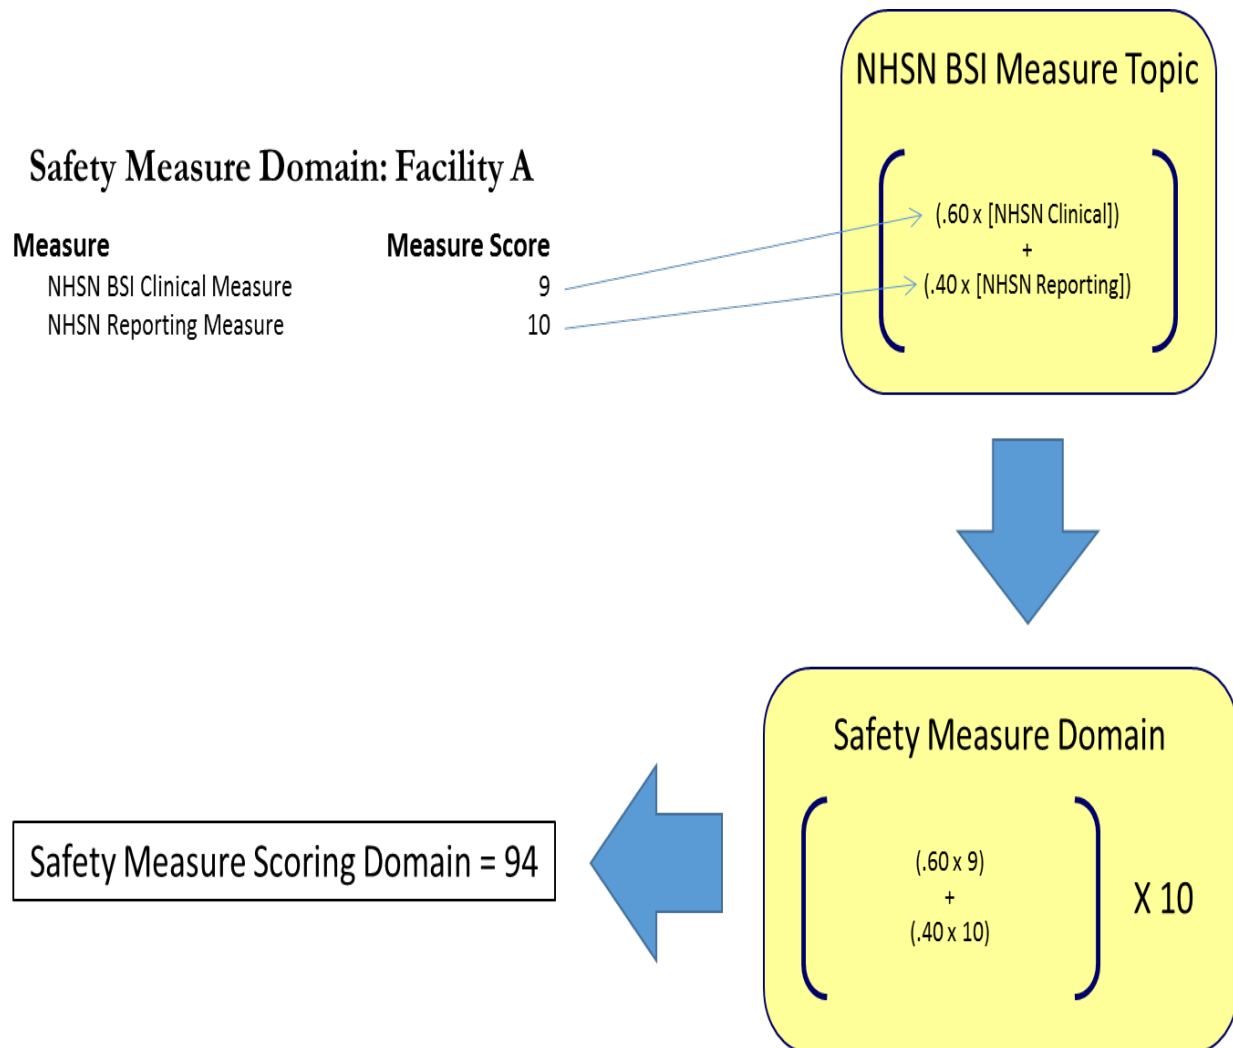 Safety Measure Domain: Facility A
Measure Measure Score
NHSN BSI Clinical Measure 9
NHSN Reporting Measure 10
NHSN BSI Measure Topic
(.60 x [NHSN Clinical])
+
(.40 x [NHSN Reporting])
Safety Measure Domain
(.60 x 9)
+
(.40 x 10)
X 10
Safety Measure Scoring Domain = 94